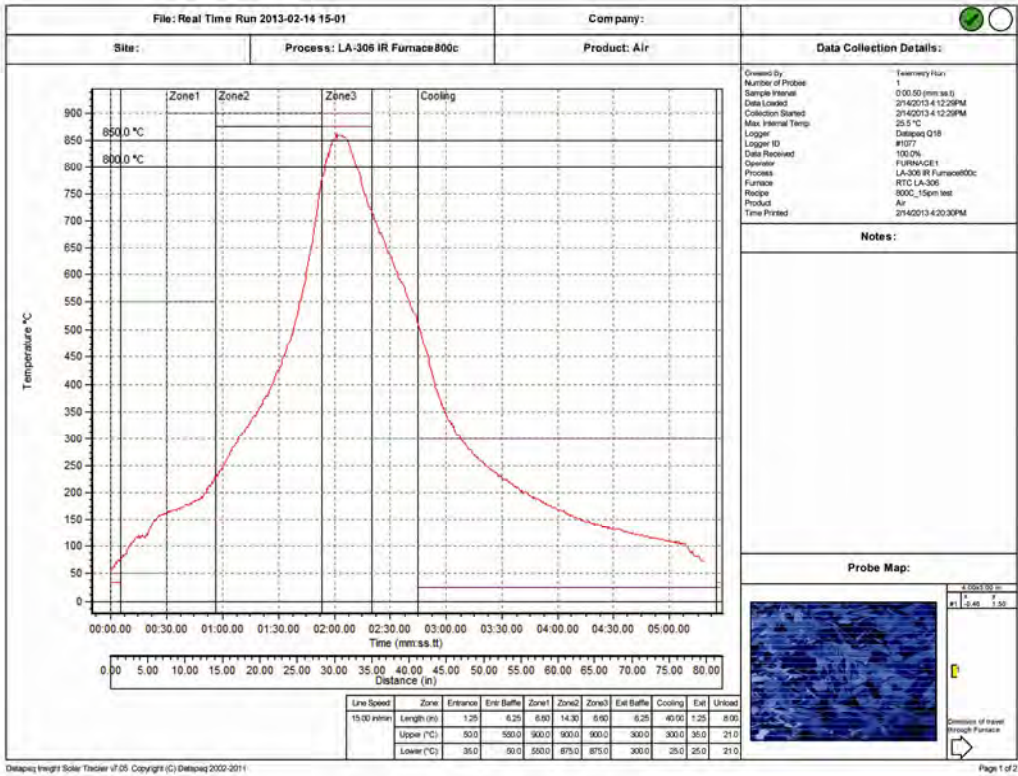 File: Real Time Run 2013-02-14 15-01
Company:
Site:
Process: LA-306 IR Furnace800c
Product: Air
Data Collection Details:
Created By Telemetry Run
Number of Probes 1
Sample Interval 0:00.50 (mm:ss.t)
Data Loaded 2/14/2013 4:12:29PM
Collection Started 2/14/2013 4:12:29PM
Max. Internal Temp 25.5 °C
Logger Datapaq Q18
Logger ID #1077
Data Received 100.0%
Operator FURNACE1
Process LA-306 IR Furnace800c
Furnace RTC LA-306
Recipe 800C_15ipm test
Product Air
Time Printed 2/14/2013 4:20:30PM
Notes:
Zone1 Zone2 Zone3 Cooling
850.0 °C
800.0 °C
900
850
800
750
700
650
600
550
500
450
400
350
300
250
200
150
100
50
0
Temperature °C
00:00.00 00:30.00 01:00.00 01:30.00 02:00.00 02:30.00 03:00.00 03:30.00 04:00.00 04:30.00 05:00.00
Time (mm:ss.tt)
0.00 5.00 10.00 15.00 20.00 25.00 30.00 35.00 40.00 45.00 50.00 55.00 60.00 65.00 70.00 75.00 80.00
Distance (in)
Line Speed Zone Entrance Entr Baffle Zone1 Zone2 Zone3 Exit Baffle Cooling Exit Unload
15.00 in/min Length (in) 1.25 6.25 6.60 14.30 6.60 6.25 40.00 1.25 8.00
Upper (°C) 50.0 550.0 900.0 900.0 900.0 300.0 300.0 35.0 21.0
Lower (°C) 35.0 50.0 550.0 875.0 875.0 300.0 25.0 25.0 21.0
Probe Map:
4.00x3.00 in
x y
#1 -0.46 1.50
Direction of travel
through Furnace
Datapaq Insight Solar Tracker v7.05 Copyright (C) Datapaq 2002-2011
Page 1 of 2